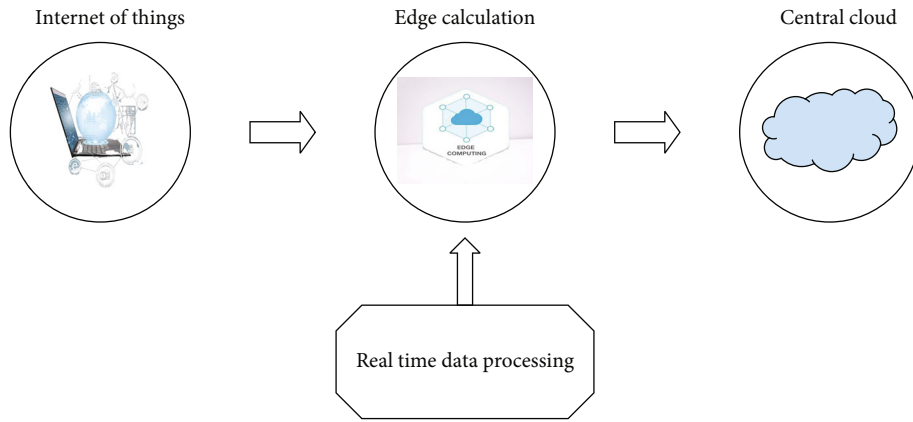 Internet of things
Edge calculation
Central cloud
EDGE
COMPUTING
Real time data processing